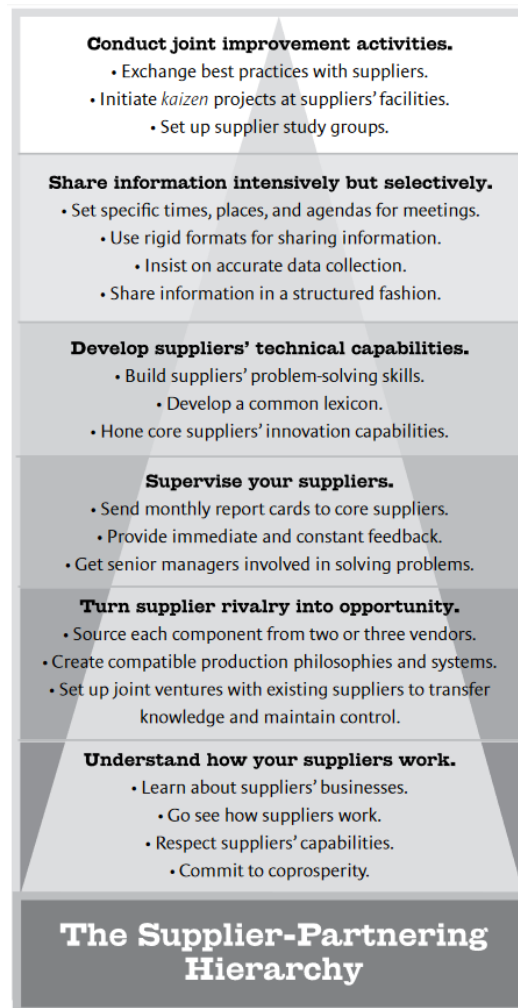 Conduct joint improvement activities.
• Exchange best practices with suppliers.
• Initiate kaizen projects at suppliers’ facilities.
• Set up supplier study groups.
Share information intensively but selectively.
• Set specific times, places, and agendas for meetings.
• Use rigid formats for sharing information.
• Insist on accurate data collection.
• Share information in a structured fashion.
Develop suppliers’ technical capabilities.
• Build suppliers’ problem-solving skills.
• Develop a common lexicon.
• Hone core suppliers’ innovation capabilities.
Supervise your suppliers.
• Send monthly report cards to core suppliers.
• Provide immediate and constant feedback.
• Get senior managers involved in solving problems.
Turn supplier rivalry into opportunity.
• Source each component from two or three vendors.
• Create compatible production philosophies and systems.
• Set up joint ventures with existing suppliers to transfer
knowledge and maintain control.
Understand how your suppliers work.
• Learn about suppliers’ businesses.
• Go see how suppliers work.
• Respect suppliers’ capabilities.
• Commit to coprosperity.
The Supplier-Partnering
Hierarchy